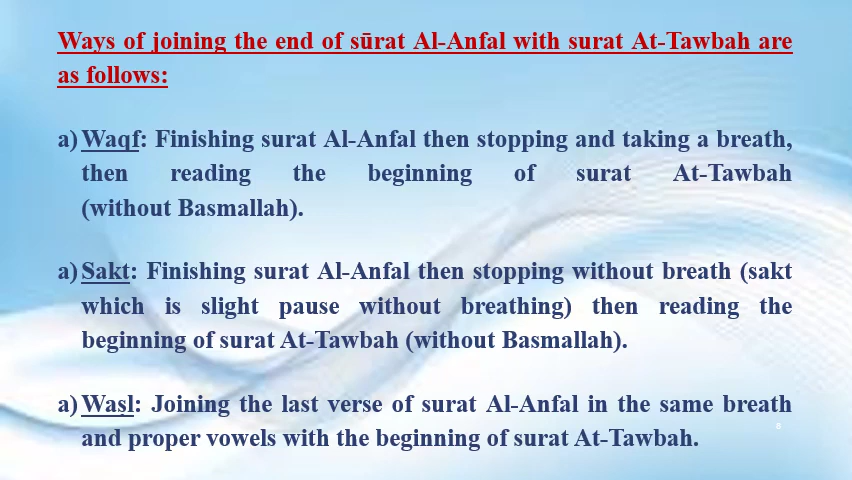 Ways of joining the end of sūrat Al-Anfal with surat At-Tawbah are
as follows:
a) Waqf: Finishing surat Al-Anfal then stopping and taking a breath,
then reading the beginning of surat At-Tawbah
(without Basmallah).
a) Sakt: Finishing surat Al-Anfal then stopping without breath (sakt
which is slight pause without breathing) then reading the
beginning of surat At-Tawbah (without Basmallah).
a) Waṣl: Joining the last verse of surat Al-Anfal in the same breath
and proper vowels with the beginning of surat At-Tawbah.
8